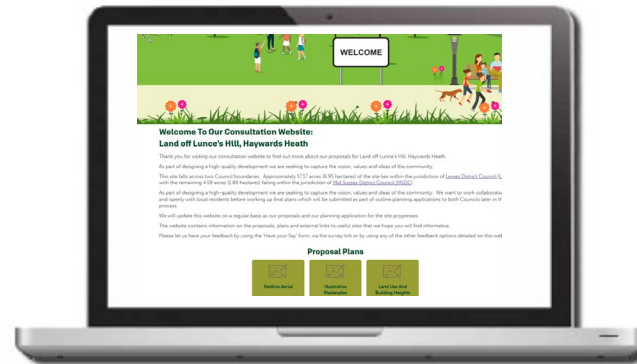 WELCOME
Welcome To Our Consultation Website:
Land off Lunce's Hill, Haywards Heath
Thank you for visiting our consultation website to find out more about our proposals for Land off Lunce's Hill, Haywards Heath
As part of designing a high-quality development we are seeking to capture the vision, values and ideas of the community.
This site falls across two Council boundaries. Approximately 17.17 acres (6.95 hectares) of the site lies within the jurisdiction of Lewes District Council
with the remaining 4.59 acres (1.86 hectares) falling within the jurisdiction of Mid Sussex District Council (MSDC).
As part of designing a high-quality development we are seeking to capture the vision, values and ideas of the community. We want to work
and openly with local residents before working up final plans which will be submitted as part of outline planning applications to both Councils later in
process.
We will update this website on a regular basis as our proposals and our planning application for the site progresses.
The website contains information on the proposals, plans and external links to useful sites that we hope you will find informative.
Please let us have your feedback by using the 'Have your Say' form, via the survey link or by using any of the other feedback options detailed on this
Proposal Plans
Redline Aerial
Illustrative
Masterplan
Land Use And
Building Heights